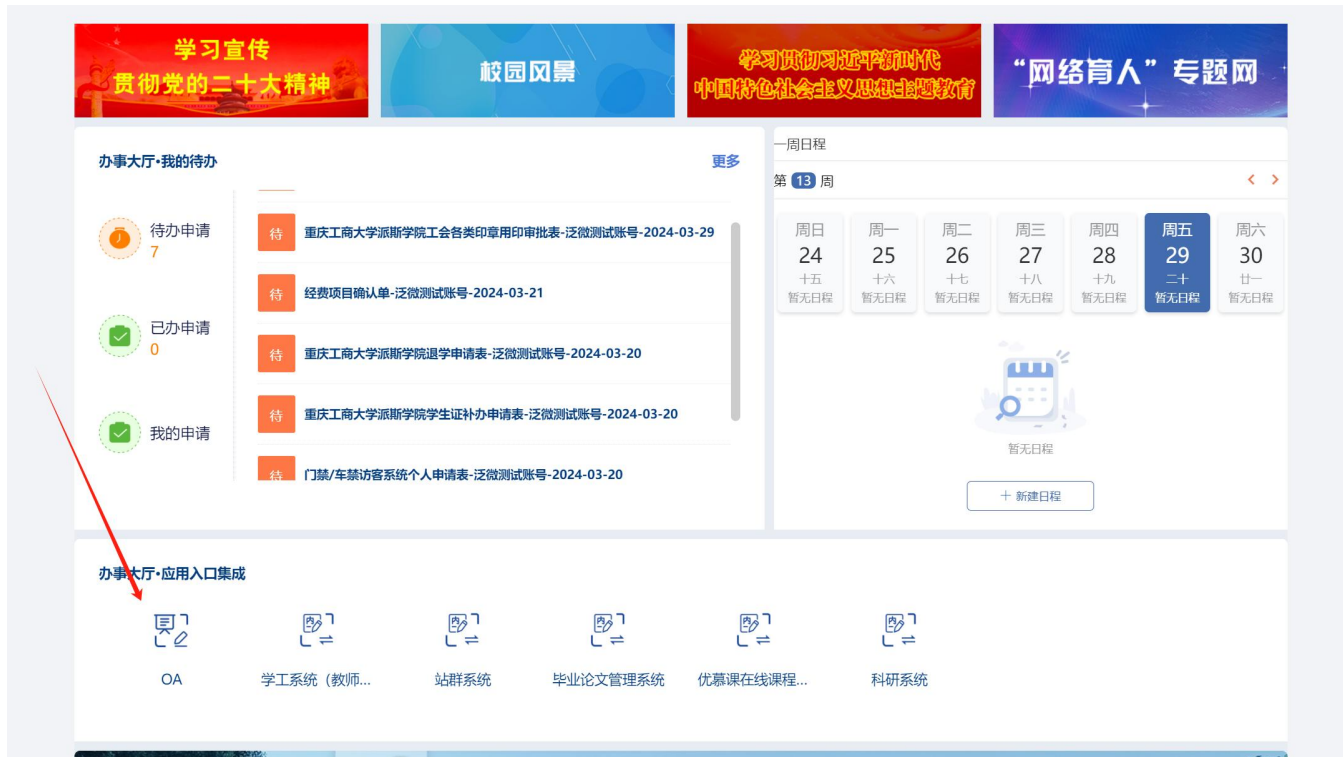 学习宣传
贯彻党的二十大精神
校园风景
学习贯彻习近平新时代
中国特色社会主义思想主题教育
“网络育人”专题网
办事大厅•我的待办
更多
待办申请
7
已办申请
0
我的申请
待 重庆工商大学派斯学院工会各类印章用印审批表-泛微测试账号-2024-03-29
待 经费项目确认单-泛微测试账号-2024-03-21
待 重庆工商大学派斯学院退学申请表-泛微测试账号-2024-03-20
待 重庆工商大学派斯学院学生证补办申请表-泛微测试账号-2024-03-20
待 门禁/车禁访客系统个人申请表-泛微测试账号-2024-03-20
一周日程
第 13 周
周日 周一 周二 周三 周四 周五 周六
24 25 26 27 28 29 30
十五 十六 十七 十八 十九 二十 廿一
暂无日程 暂无日程 暂无日程 暂无日程 暂无日程 暂无日程 暂无日程
暂无日程
+ 新建日程
办事大厅•应用入口集成
OA 学工系统（教师... 站群系统 毕业论文管理系统 优慕课在线课程... 科研系统